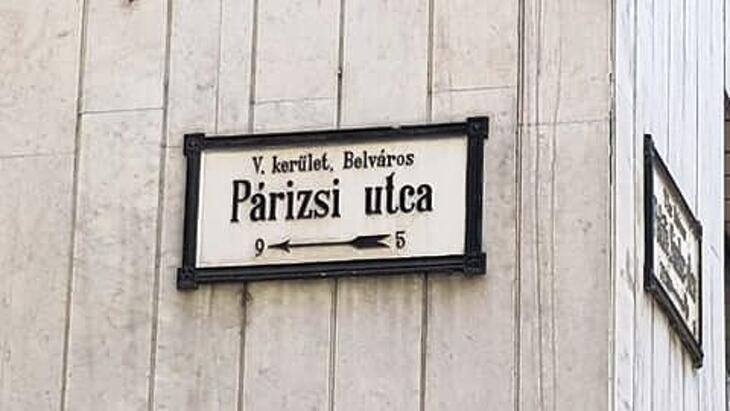 V. kerület, Belváros
Párizsi utca
9 5